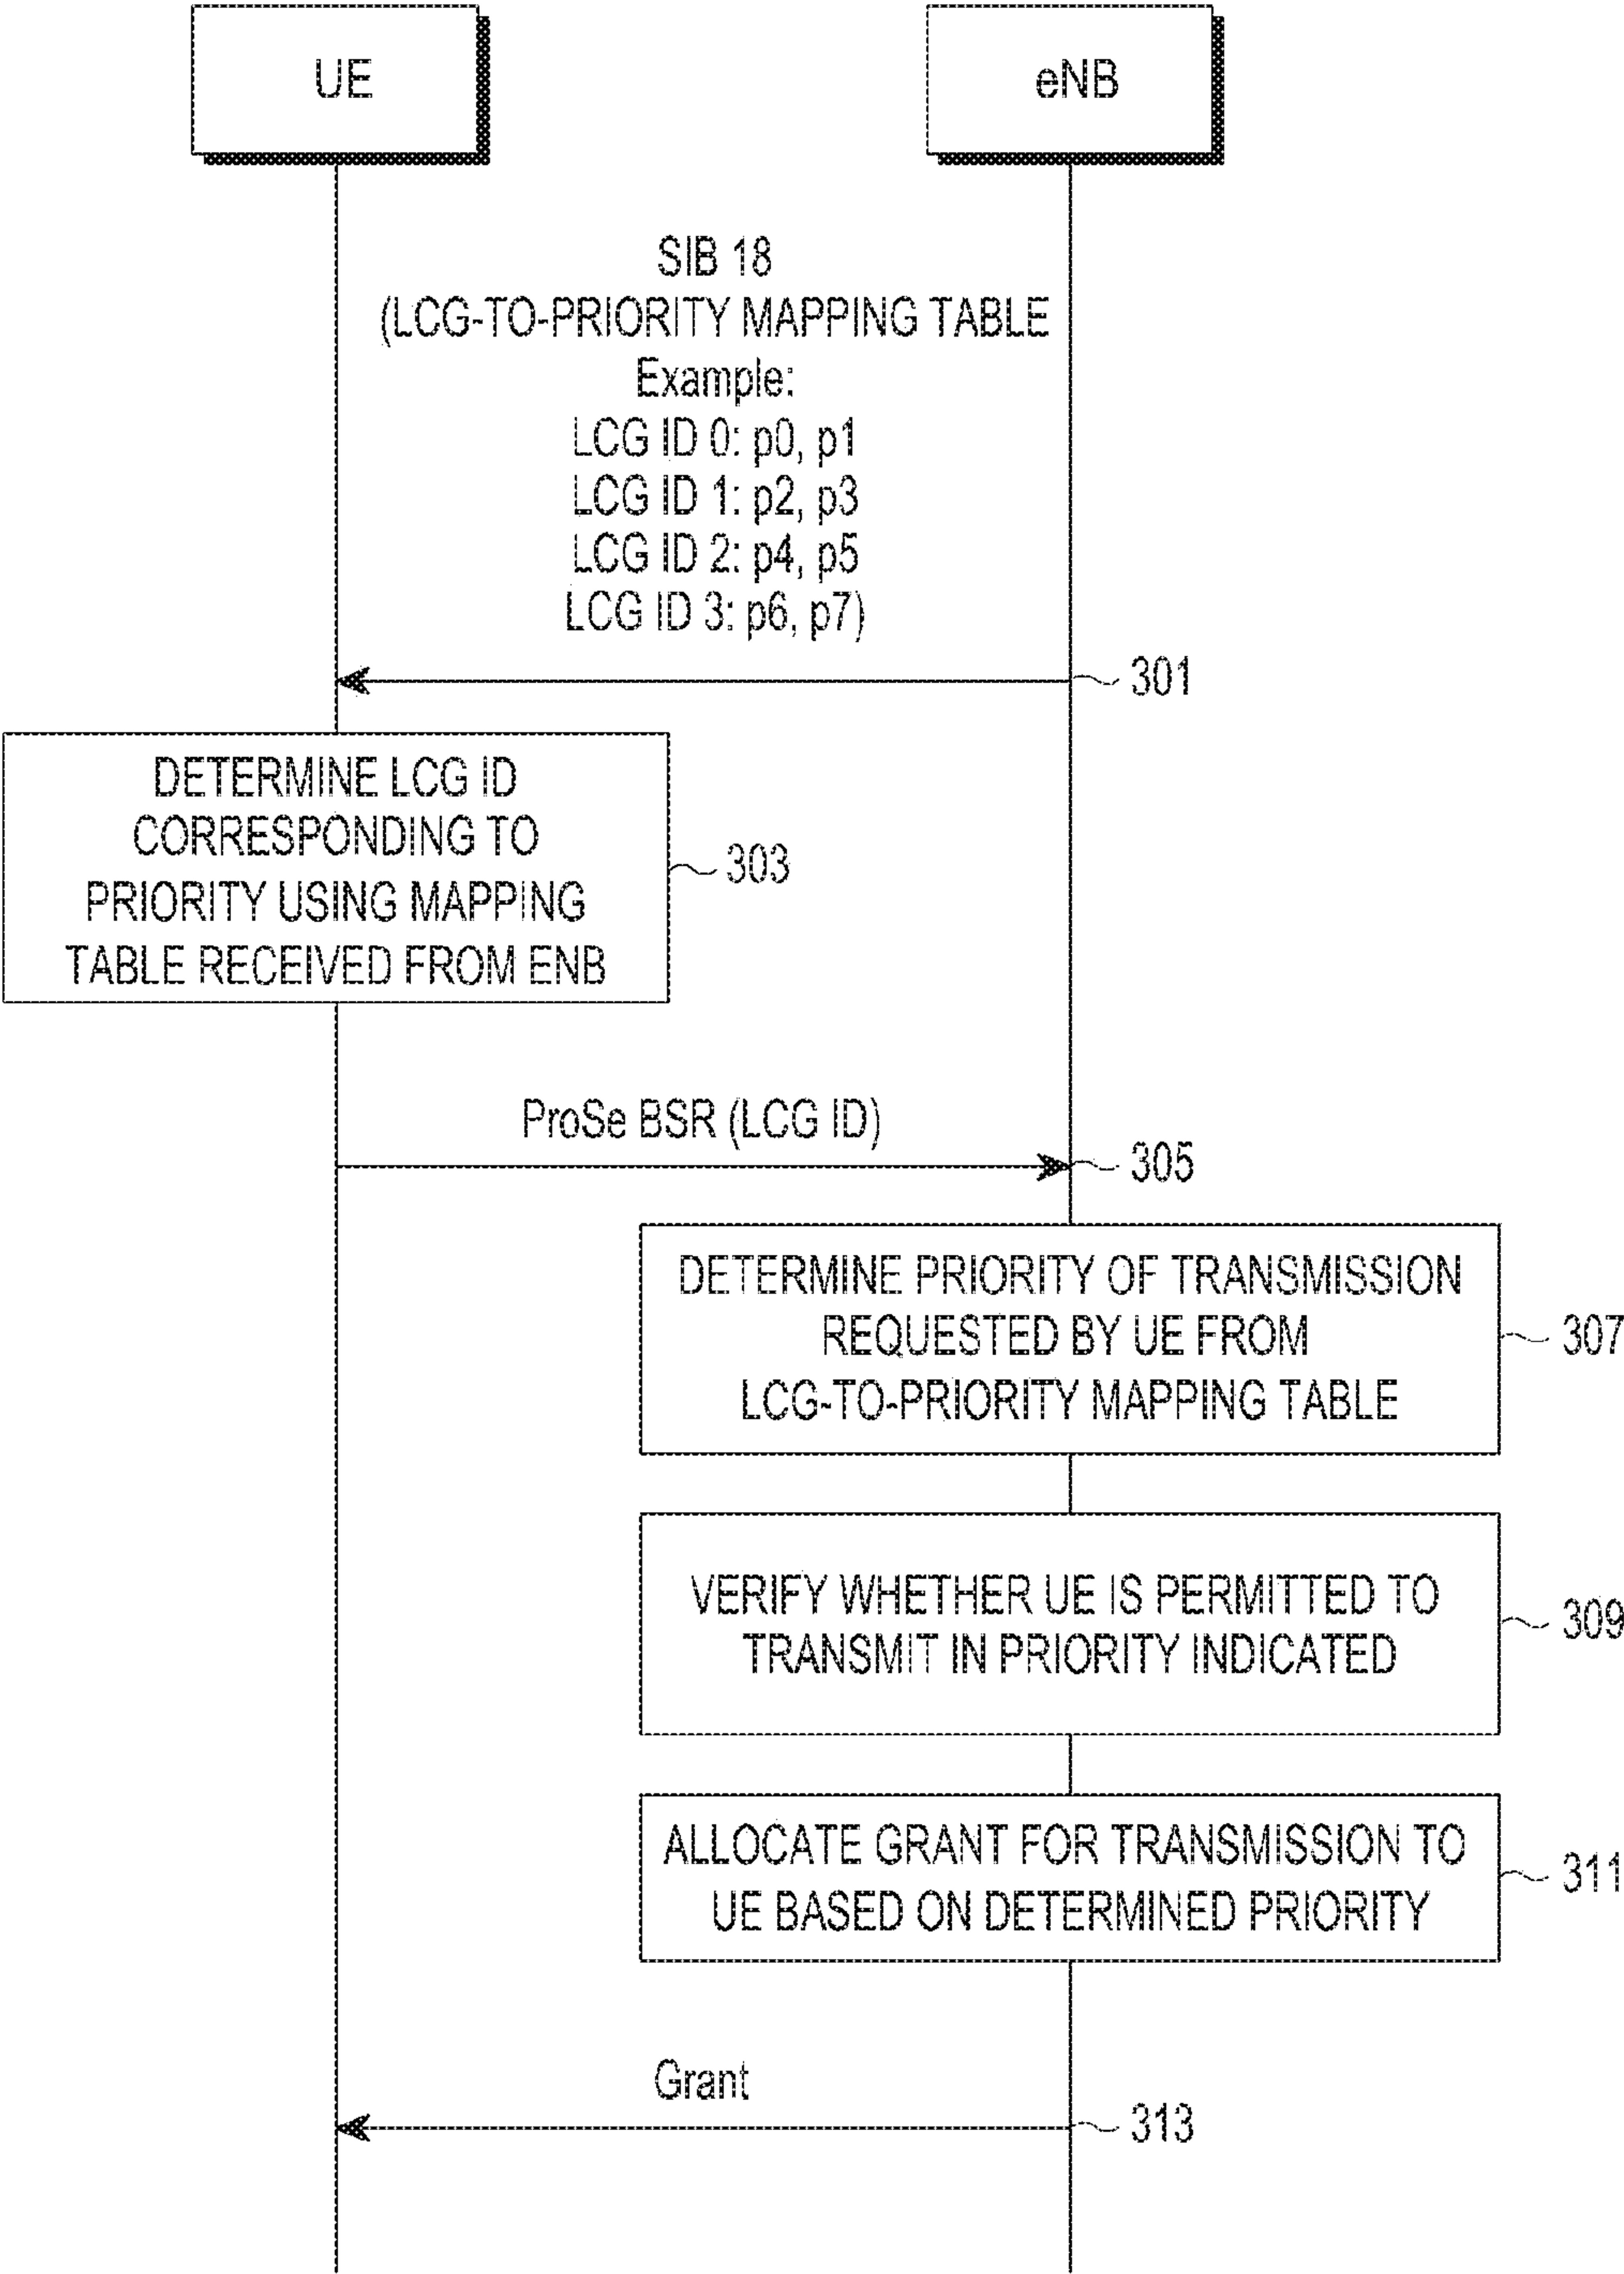 UE
eNB
SIB 18
(LCG-TO-PRIORITY MAPPING TABLE
Example:
LCG ID 0: p0, p1
LCG ID 1: p2, p3
LCG ID 2: p4, p5
LCG ID 3: p6, p7)
301
DETERMINE LCG ID
CORRESPONDING TO
PRIORITY USING MAPPING
TABLE RECEIVED FROM ENB
303
ProSe BSR (LCG ID)
305
DETERMINE PRIORITY OF TRANSMISSION
REQUESTED BY UE FROM
LCG-TO-PRIORITY MAPPING TABLE
307
VERIFY WHETHER UE IS PERMITTED TO
TRANSMIT IN PRIORITY INDICATED
309
ALLOCATE GRANT FOR TRANSMISSION TO
UE BASED ON DETERMINED PRIORITY
311
Grant
313